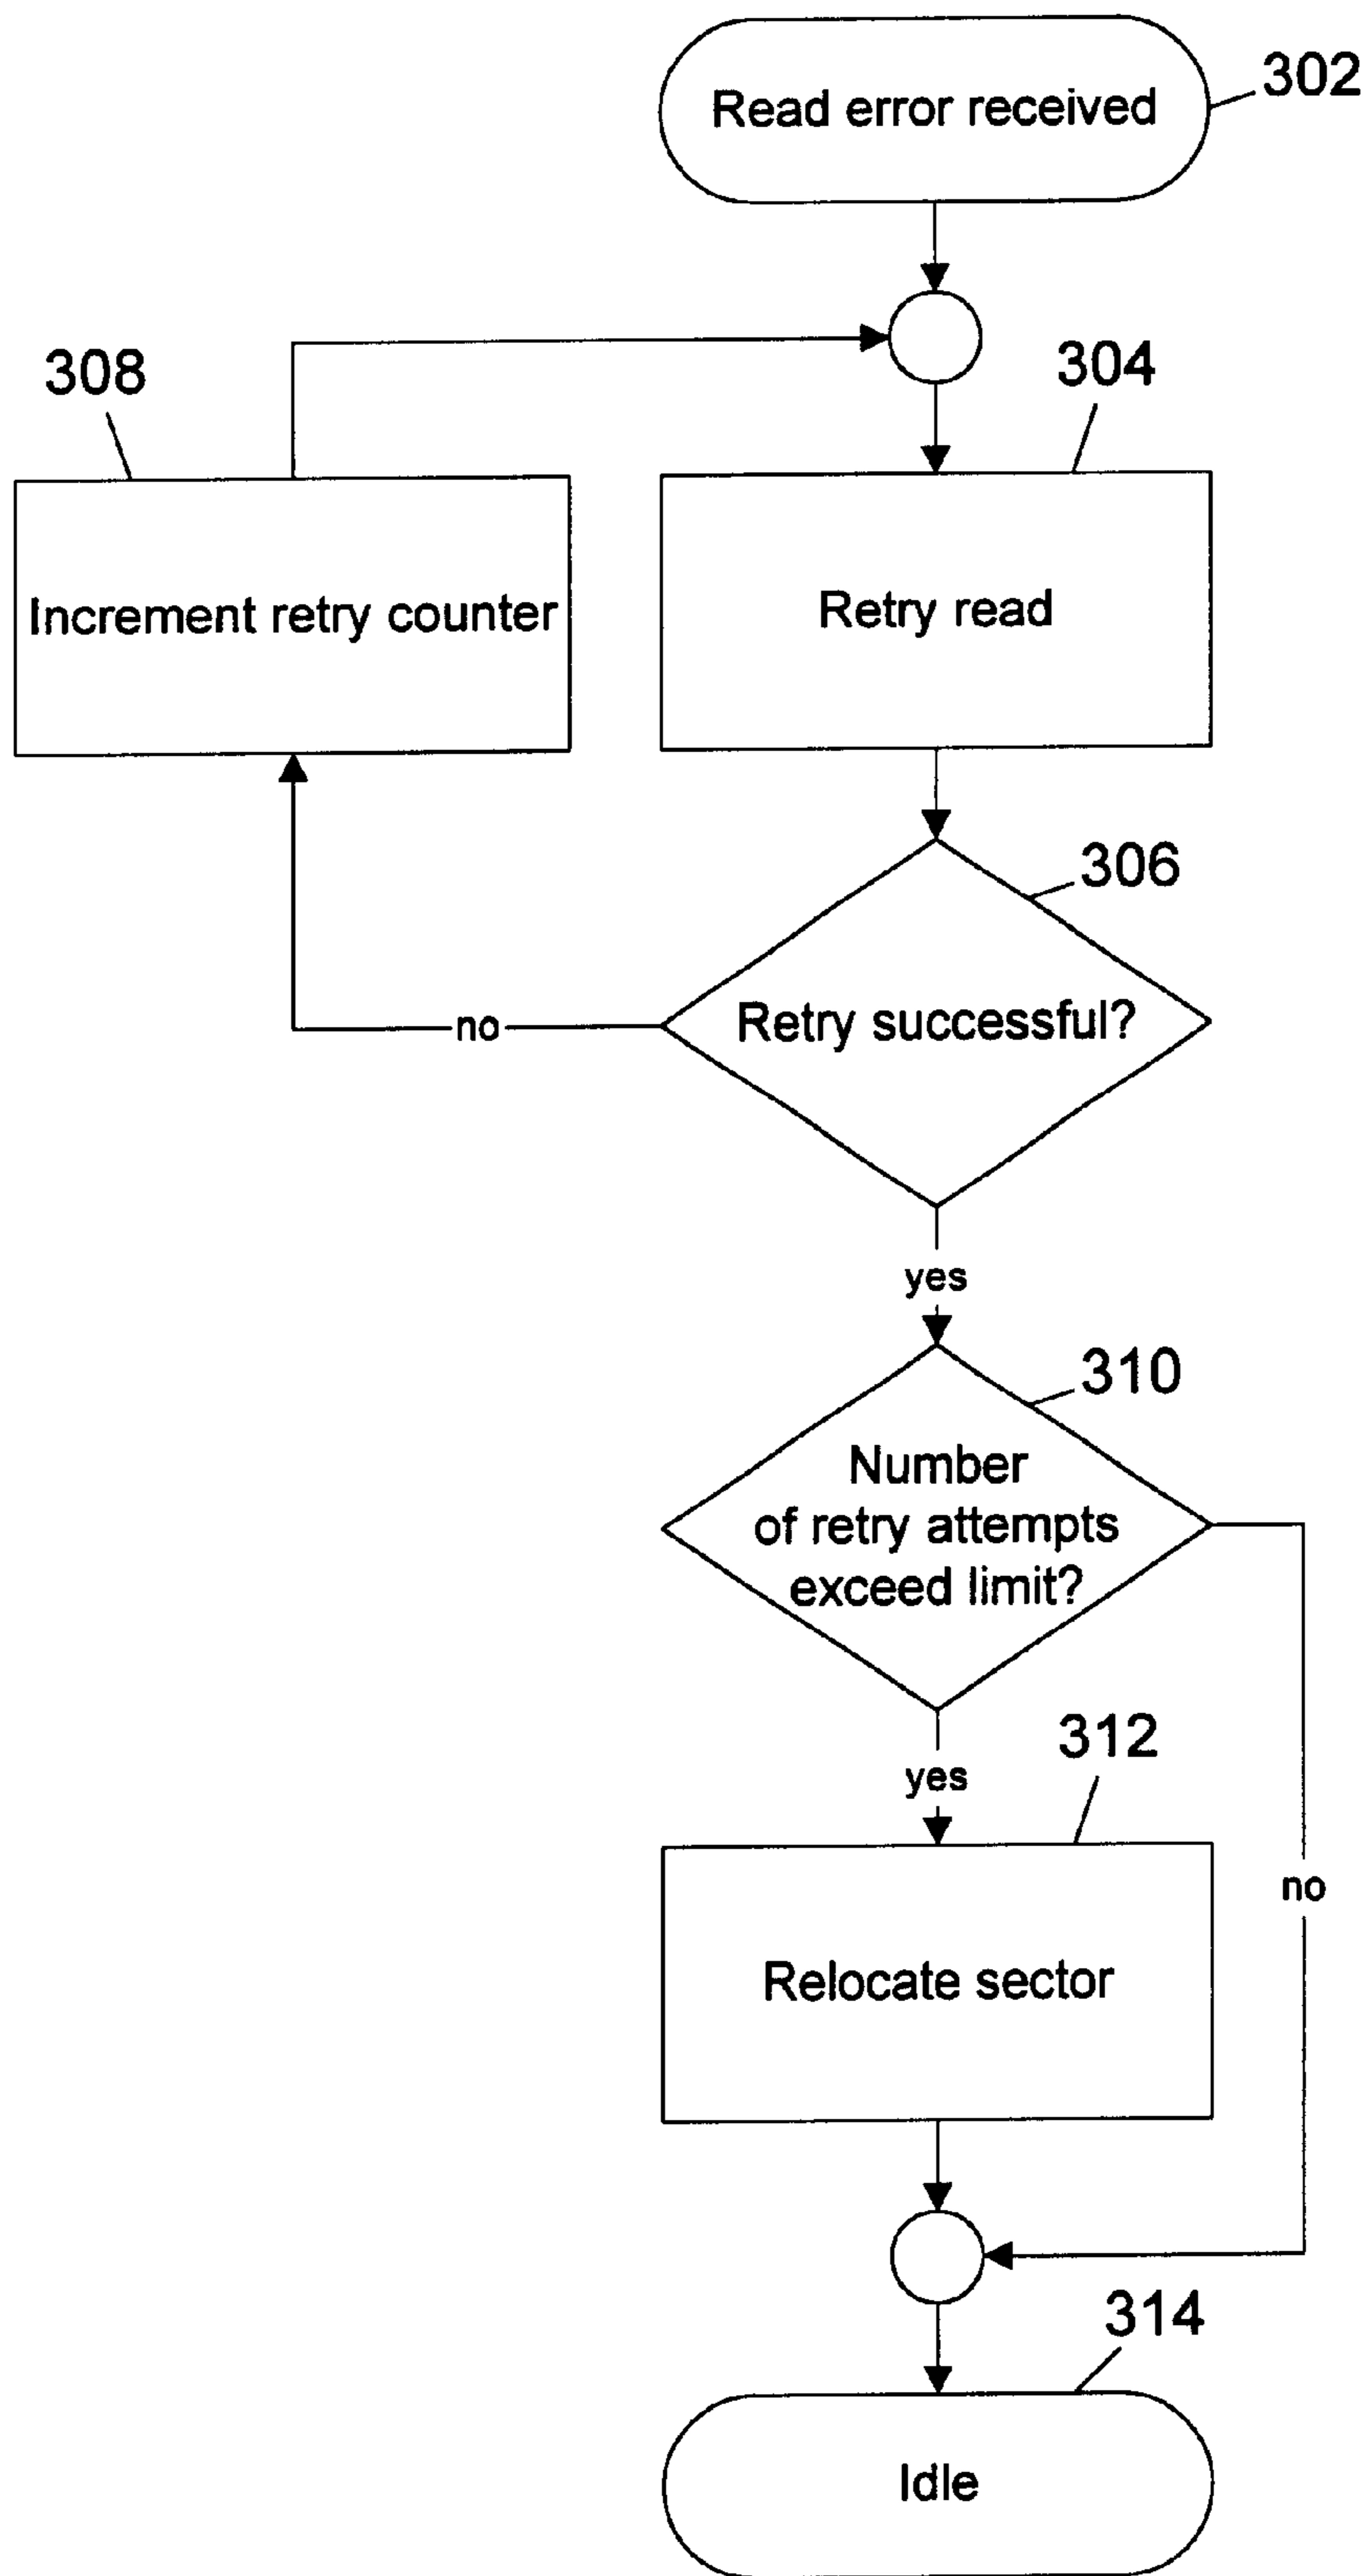 Read error received
302
308
304
Increment retry counter
Retry read
306
Retry successful?
no
yes
310
Number
of retry attempts
exceed limit?
312
yes
no
Relocate sector
314
Idle